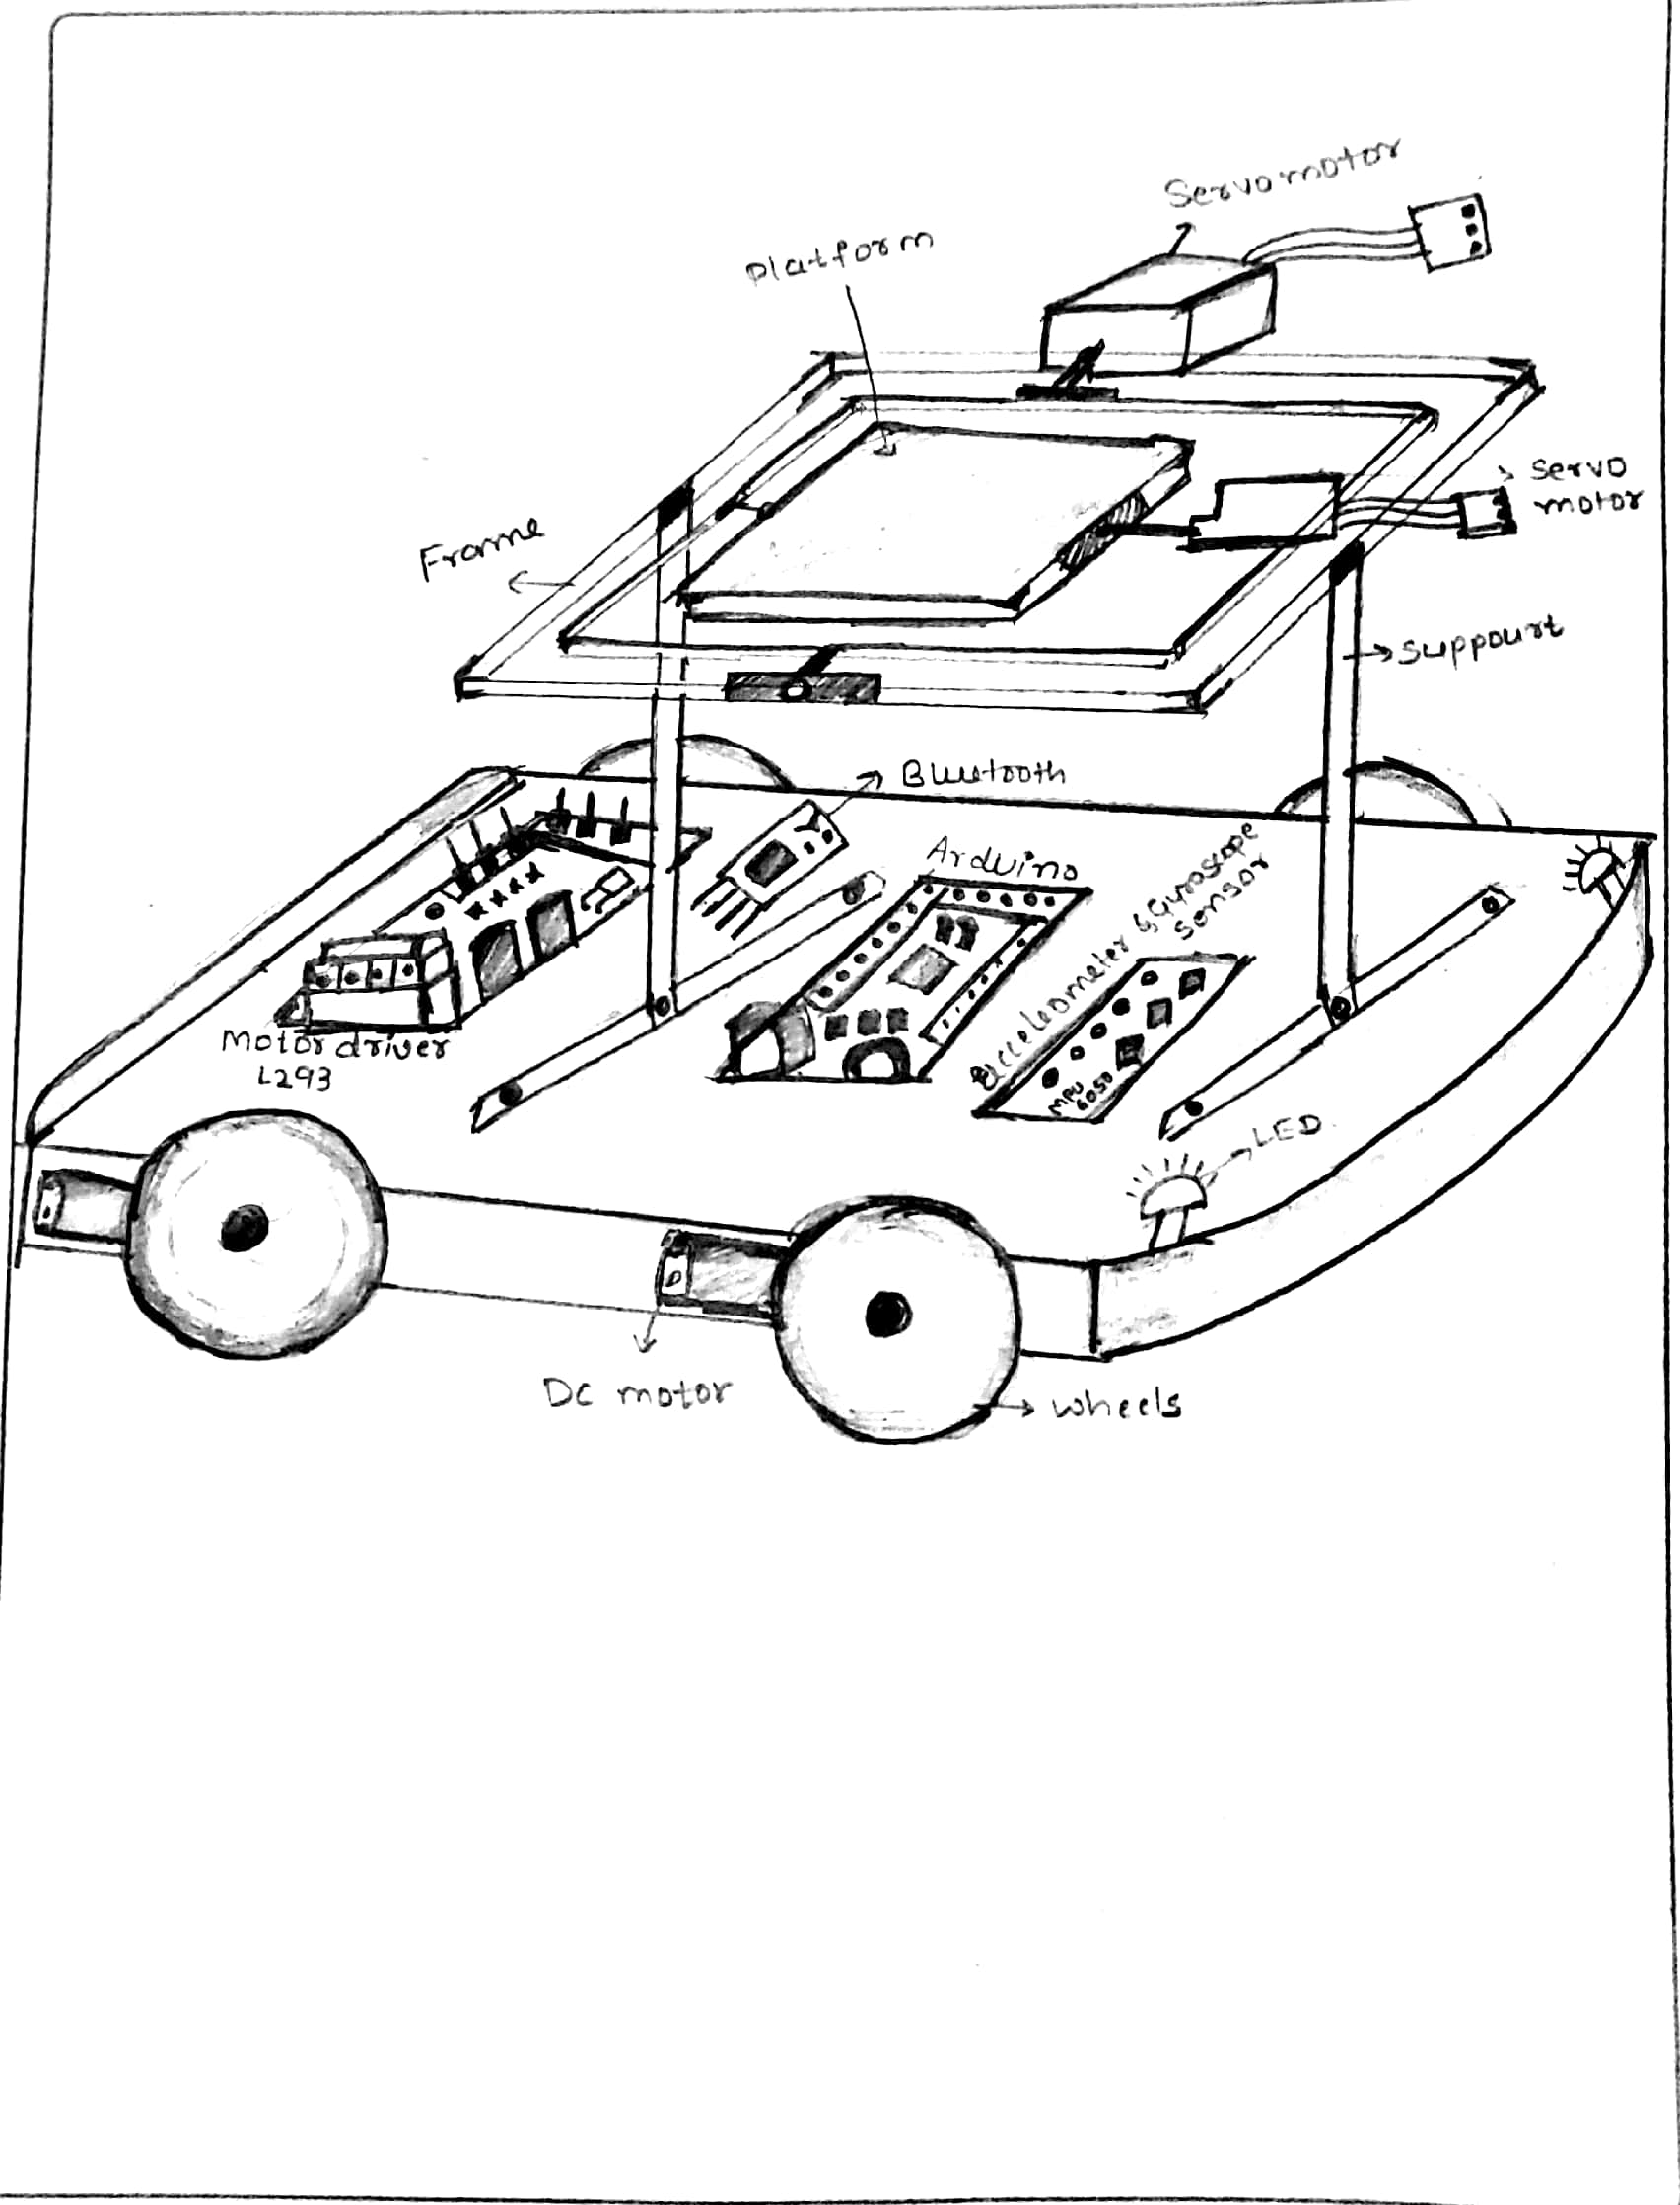 Servomotor
Platform
Servo
motor
Frame
Suppourt
Bluetooth
Arduino
Accelerometer & Gyroscope
Sensor
MPU
6050
Motor driver
L293
LED
DC motor
wheels